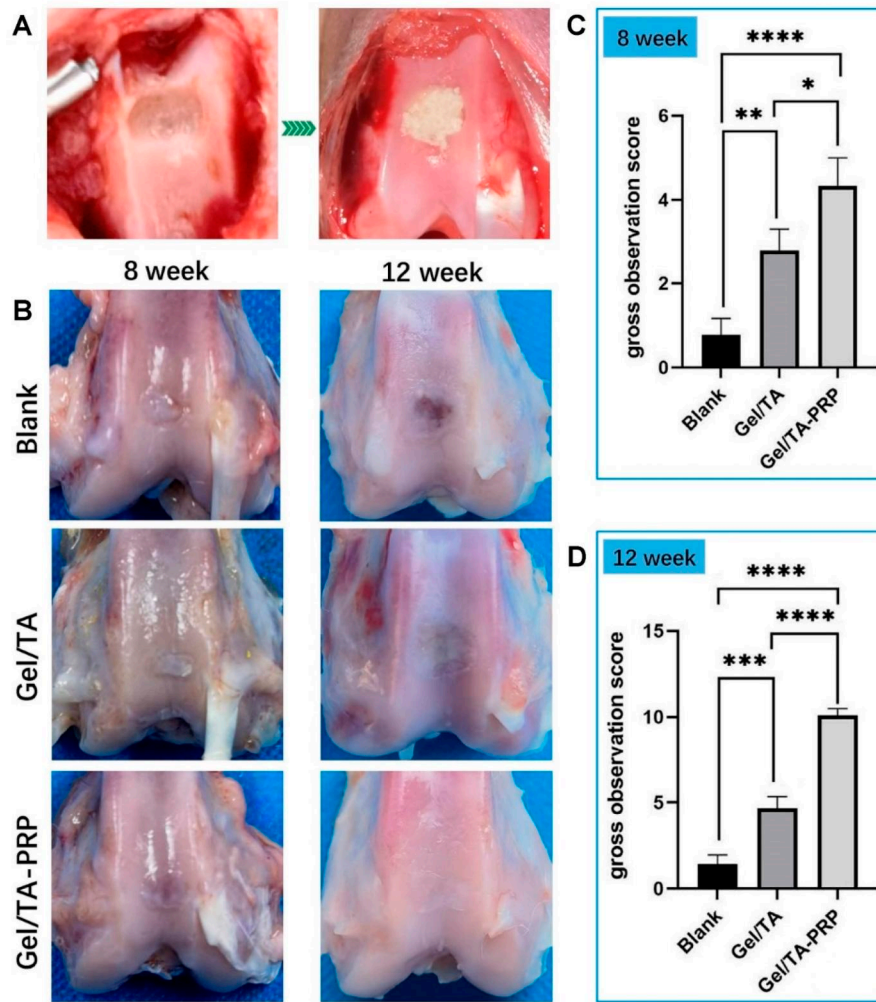 A
8 week
12 week
B
Blank
Gel/TA
Gel/TA-PRP
C
8 week
****
*
**
gross observation score
6
4
2
0
Blank
Gel/TA
Gel/TA-PRP
D
12 week
****
****
***
gross observation score
15
10
5
0
Blank
Gel/TA
Gel/TA-PRP